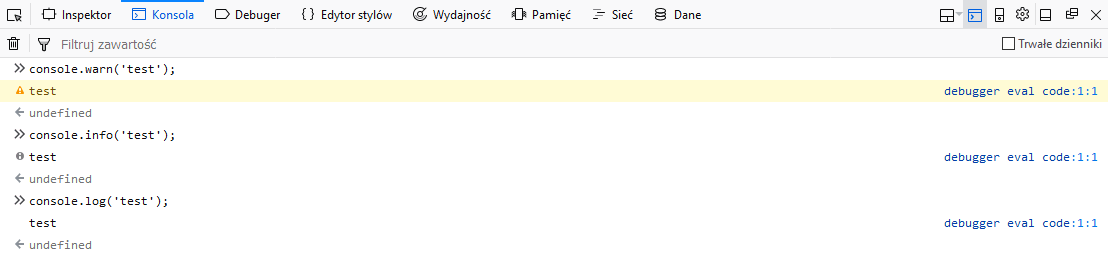 Inspektor Konsola Debuger Edytor stylów Wydajność Pamięć Sieć Dane
Filtruj zawartość Trwałe dzienniki
console.warn('test');
test debugger eval code:1:1
undefined
console.info('test');
test debugger eval code:1:1
undefined
console.log('test');
test debugger eval code:1:1
undefined